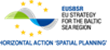 EUSBSR
EU STRATEGY
FOR THE BALTIC
SEA REGION
HORIZONTAL ACTION 'SPATIAL PLANNING'